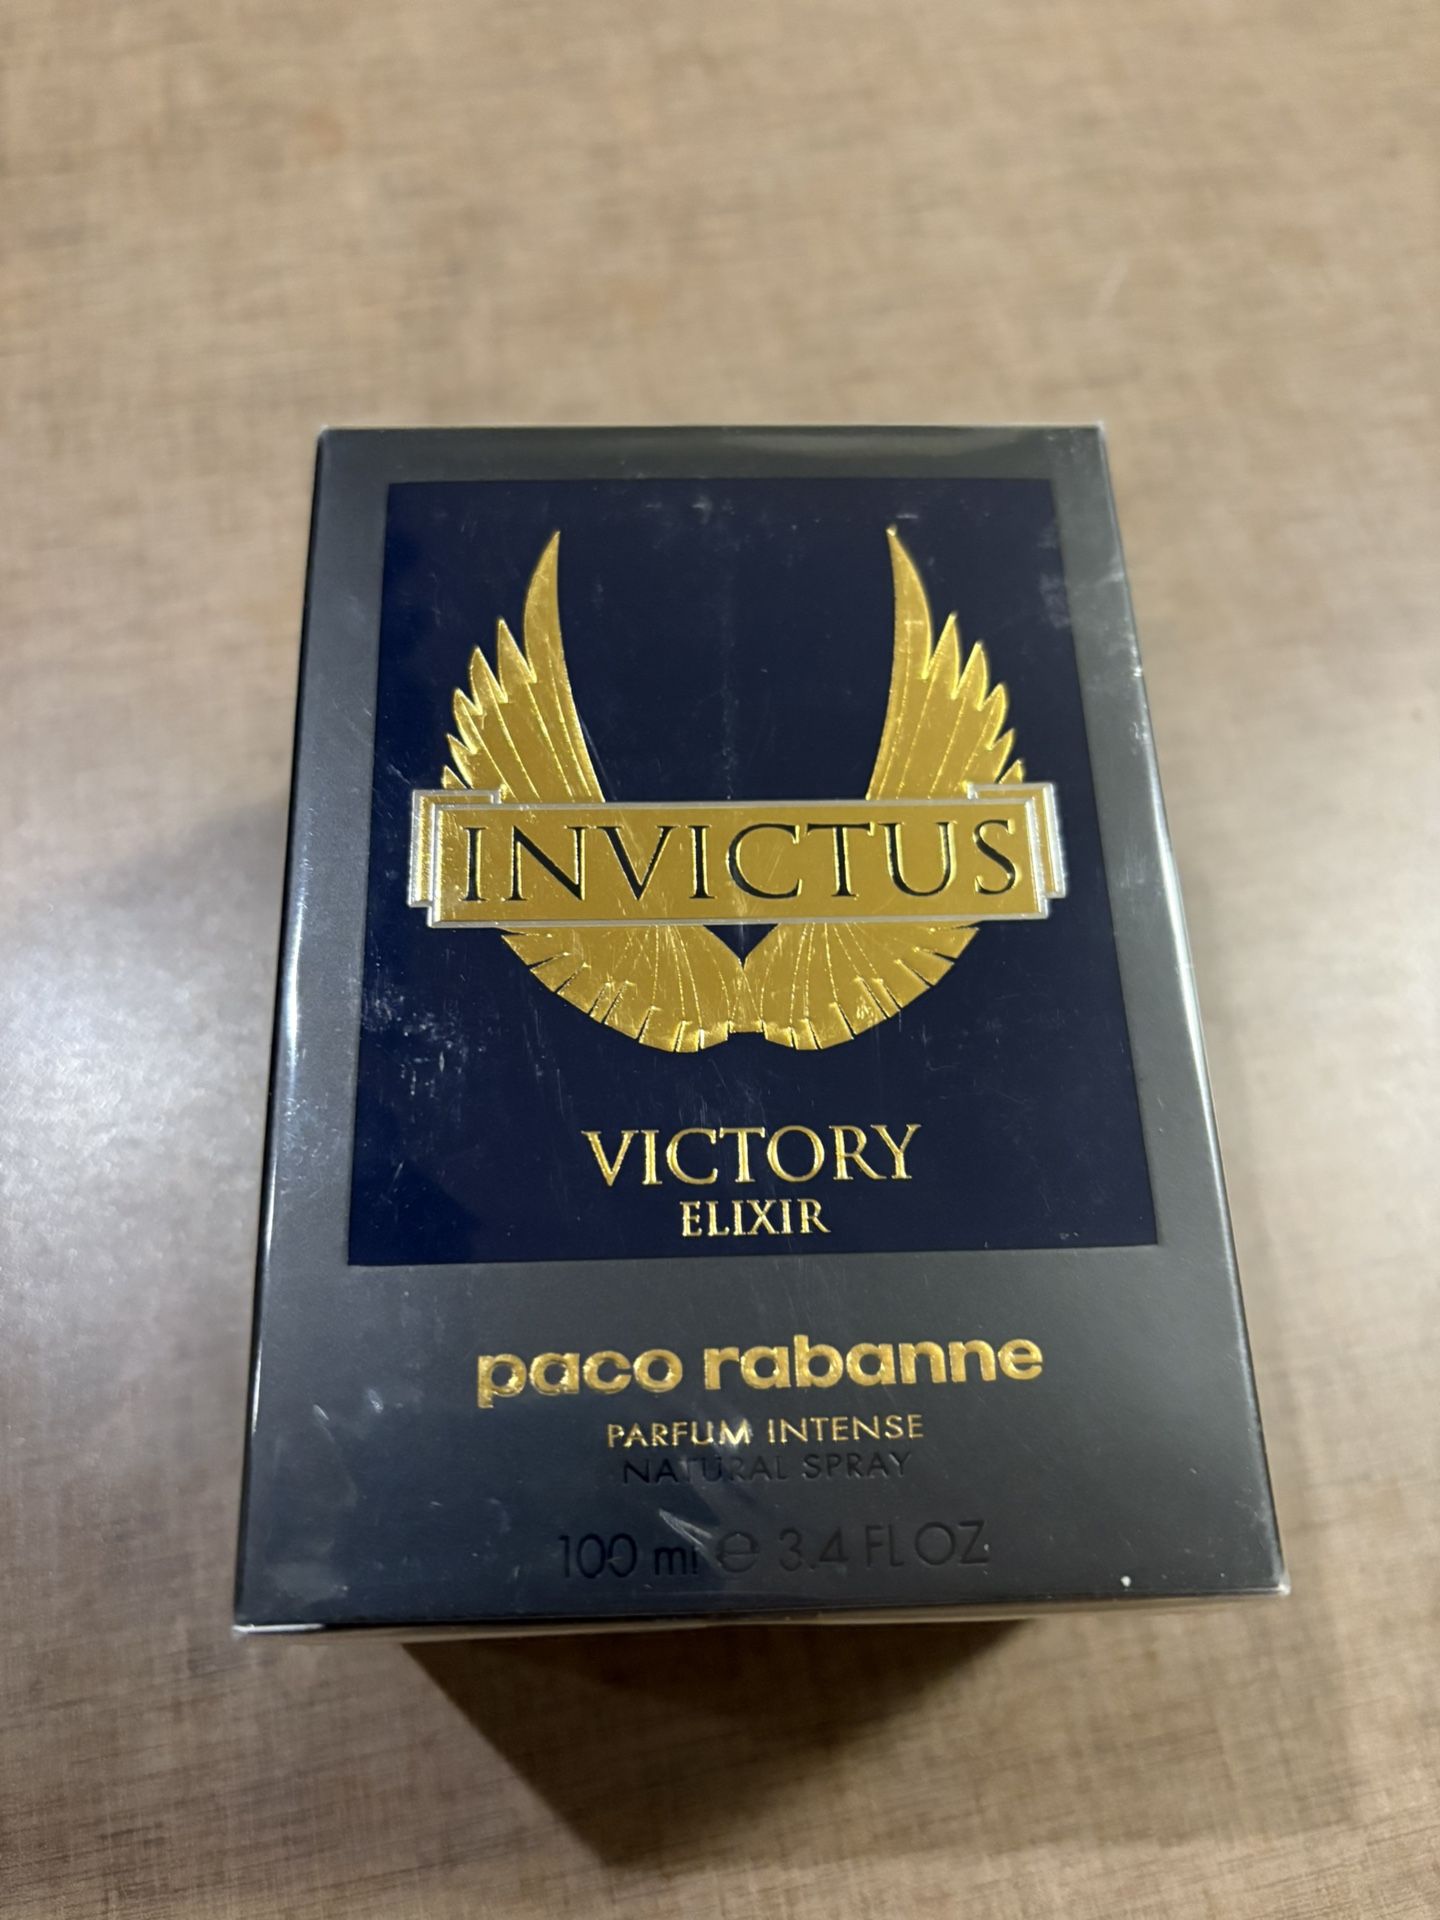 INVICTUS
VICTORY
ELIXIR
paco rabanne
PARFUM INTENSE
NATURAL SPRAY
100 ml ℮ 3.4 FL OZ